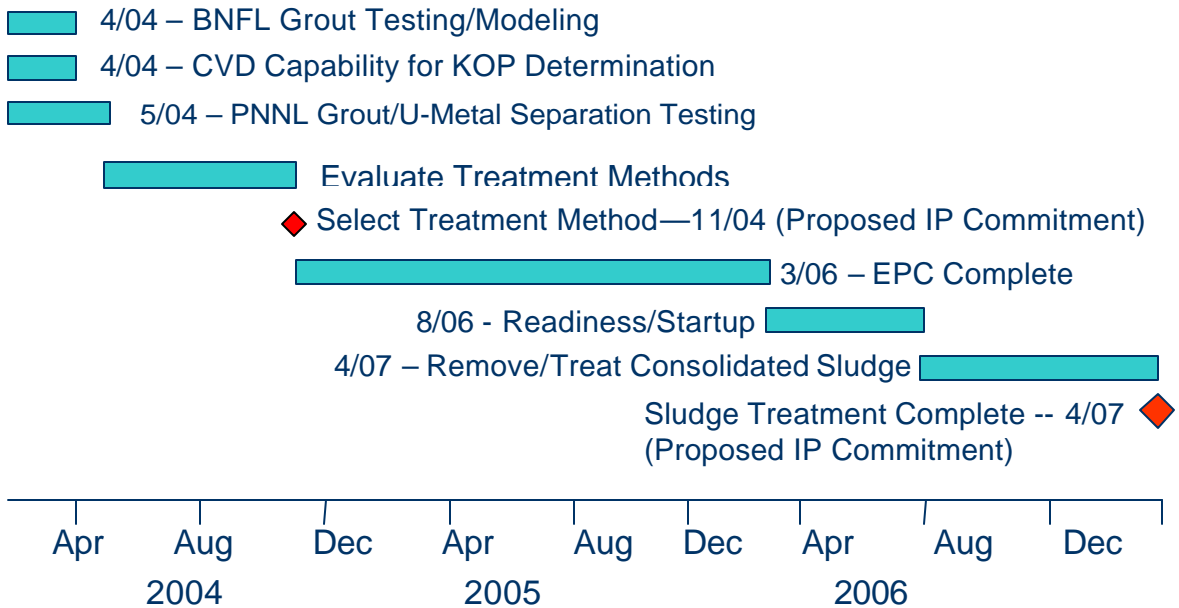 4/04 – BNFL Grout Testing/Modeling
4/04 – CVD Capability for KOP Determination
5/04 – PNNL Grout/U-Metal Separation Testing
Evaluate Treatment Methods
Select Treatment Method—11/04 (Proposed IP Commitment)
3/06 – EPC Complete
8/06 - Readiness/Startup
4/07 – Remove/Treat Consolidated Sludge
Sludge Treatment Complete -- 4/07
(Proposed IP Commitment)
Apr Aug Dec Apr Aug Dec Apr Aug Dec
2004 2005 2006